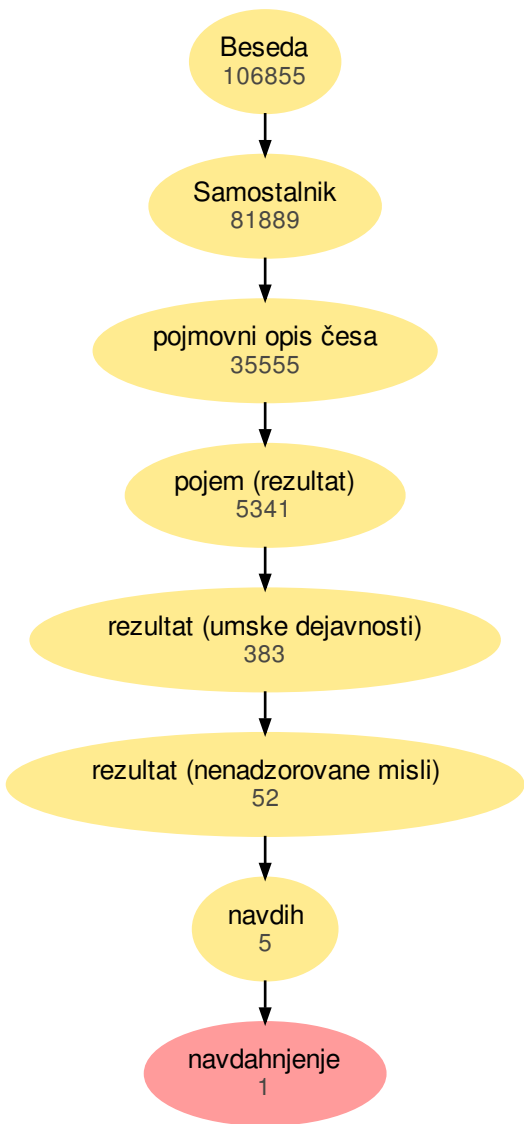 Beseda
106855
Samostalnik
81889
pojmovni opis česa
35555
pojem (rezultat)
5341
rezultat (umske dejavnosti)
383
rezultat (nenadzorovane misli)
52
navdih
5
navdahnjenje
1